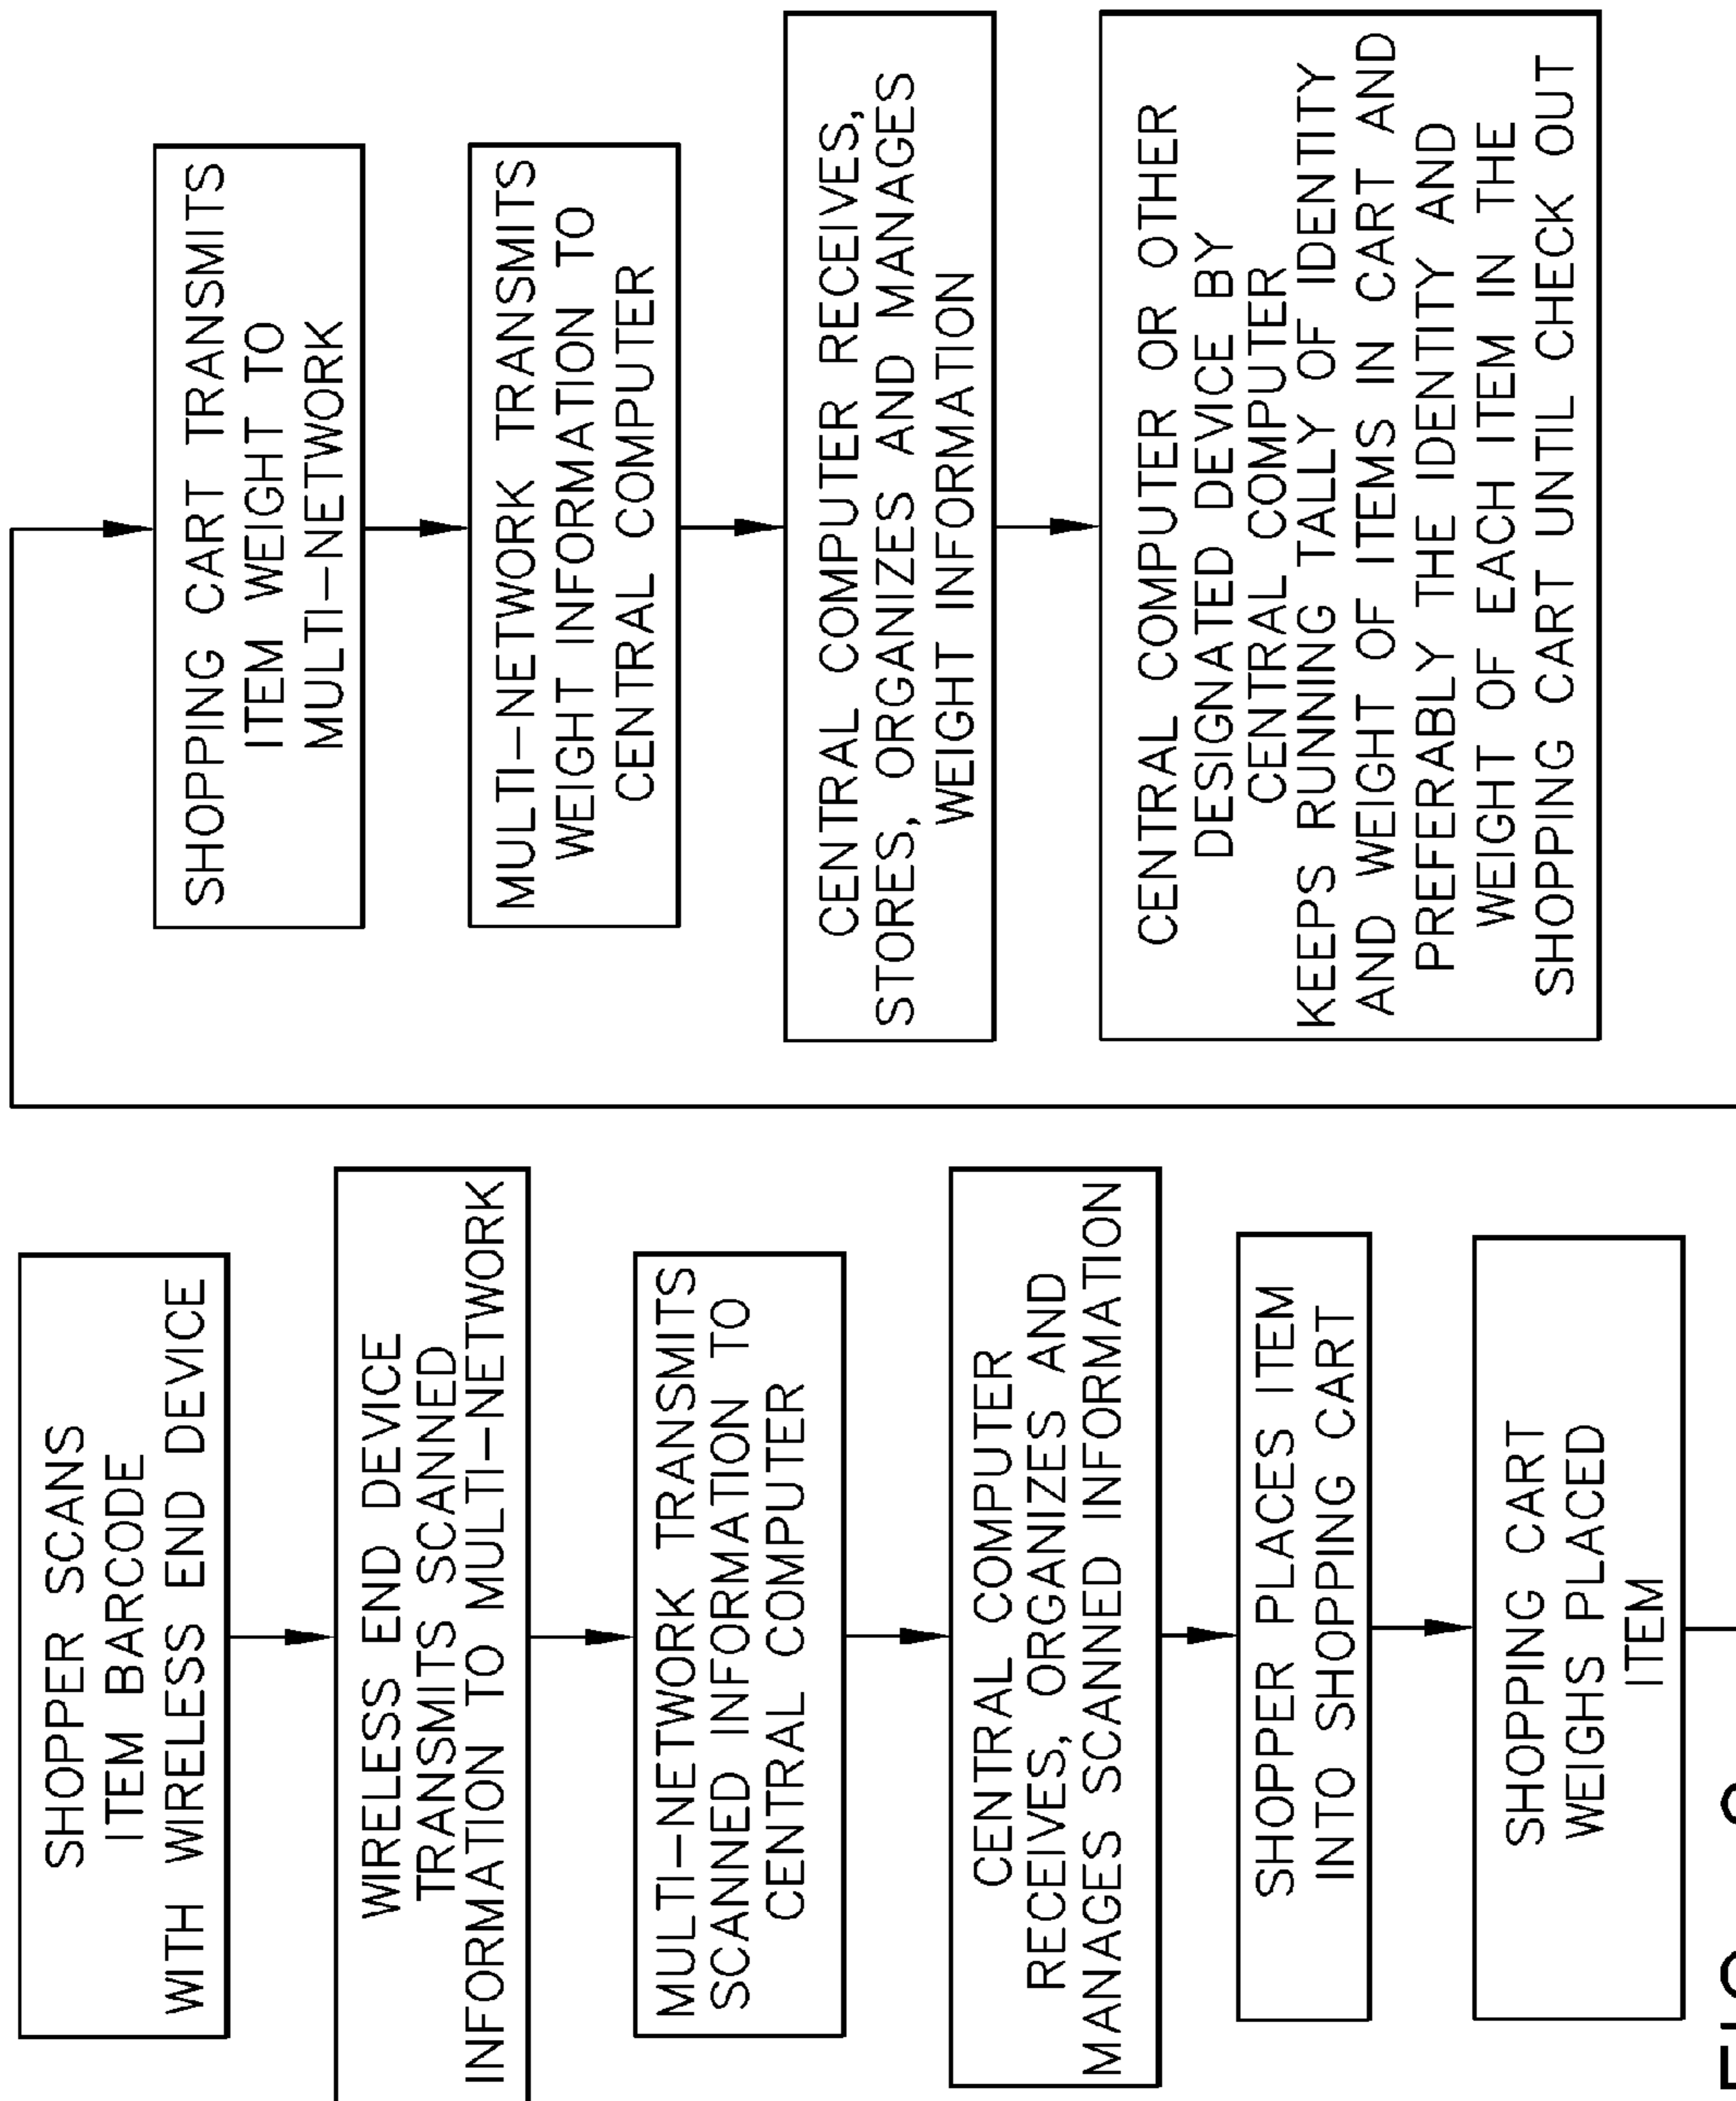 SHOPPER SCANS
ITEM BARCODE
WITH WIRELESS END DEVICE
WIRELESS END DEVICE
TRANSMITS SCANNED
INFORMATION TO MULTI-NETWORK
MULTI-NETWORK TRANSMITS
SCANNED INFORMATION TO
CENTRAL COMPUTER
CENTRAL COMPUTER
RECEIVES, ORGANIZES AND
MANAGES SCANNED INFORMATION
SHOPPER PLACES ITEM
INTO SHOPPING CART
SHOPPING CART
WEIGHS PLACED
ITEM
SHOPPING CART TRANSMITS
ITEM WEIGHT TO
MULTI-NETWORK
MULTI-NETWORK TRANSMITS
WEIGHT INFORMATION TO
CENTRAL COMPUTER
CENTRAL COMPUTER RECEIVES,
STORES, ORGANIZES AND MANAGES
WEIGHT INFORMATION
CENTRAL COMPUTER OR OTHER
DESIGNATED DEVICE BY
CENTRAL COMPUTER
KEEPS RUNNING TALLY OF IDENTITY
AND WEIGHT OF ITEMS IN CART AND
PREFERABLY THE IDENTITY AND
WEIGHT OF EACH ITEM IN THE
SHOPPING CART UNTIL CHECK OUT